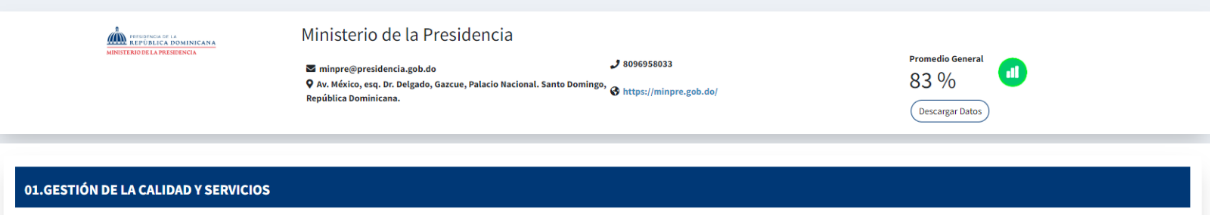 PRESIDENCIA DE LA
REPÚBLICA DOMINICANA
MINISTERIO DE LA PRESIDENCIA
Ministerio de la Presidencia
minpre@presidencia.gob.do
Av. México, esq. Dr. Delgado, Gazcue, Palacio Nacional. Santo Domingo,
República Dominicana.
8096958033
https://minpre.gob.do/
Promedio General
83 %
Descargar Datos
01.GESTIÓN DE LA CALIDAD Y SERVICIOS